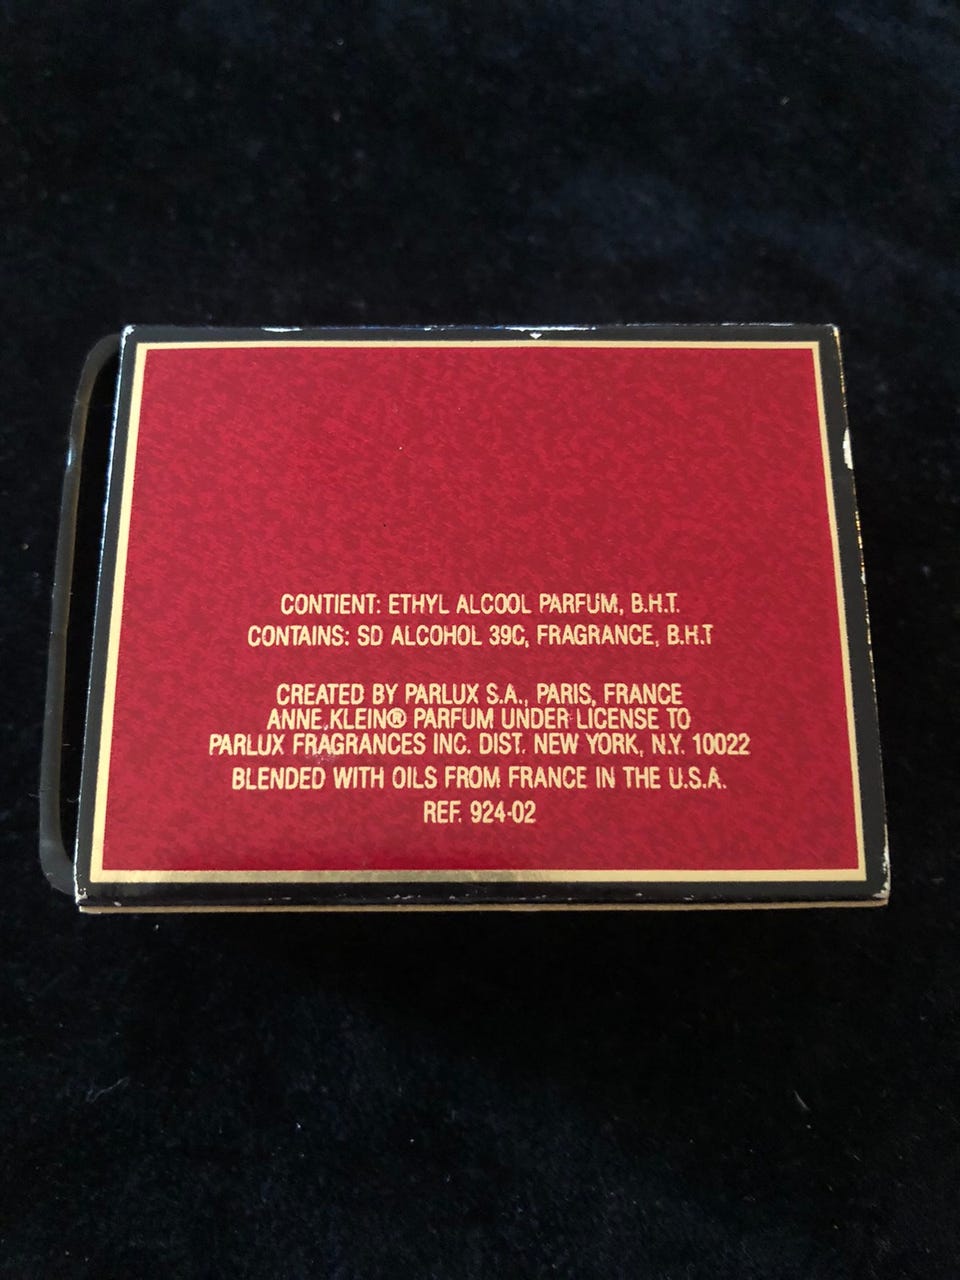 CONTIENT: ETHYL ALCOOL PARFUM, B.H.T.
CONTAINS: SD ALCOHOL 39C, FRAGRANCE, B.H.T
CREATED BY PARLUX S.A., PARIS, FRANCE
ANNE KLEIN® PARFUM UNDER LICENSE TO
PARLUX FRAGRANCES INC. DIST. NEW YORK, N.Y. 10022
BLENDED WITH OILS FROM FRANCE IN THE U.S.A.
REF. 924-02